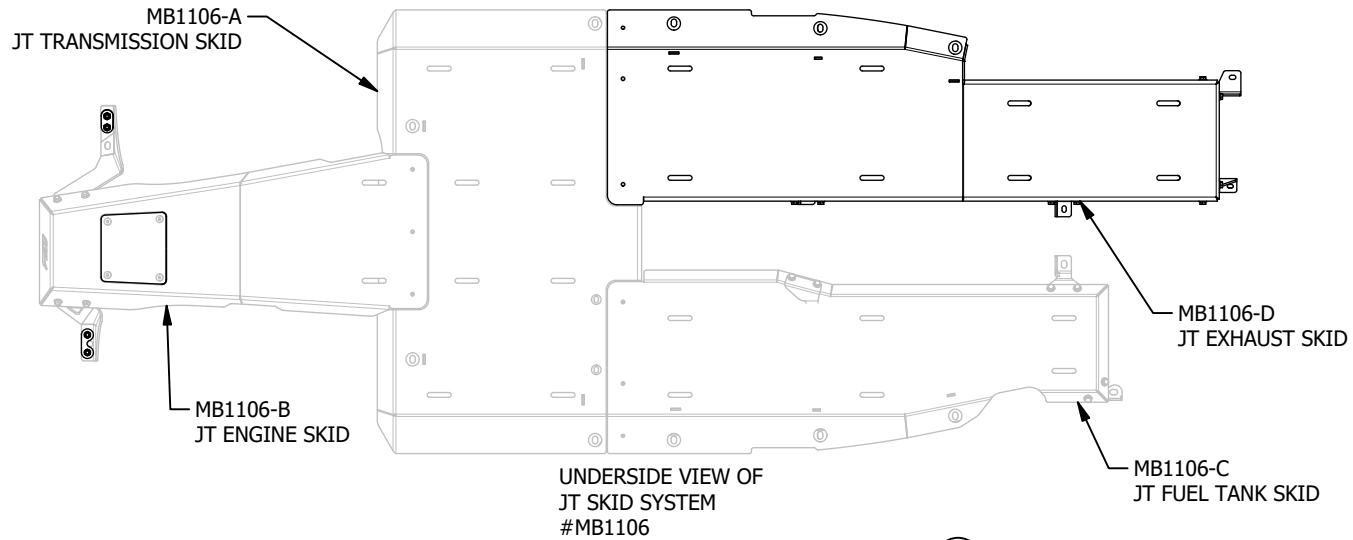 MB1106-A
JT TRANSMISSION SKID
MB1106-D
JT EXHAUST SKID
MB1106-B
JT ENGINE SKID
MB1106-C
JT FUEL TANK SKID
UNDERSIDE VIEW OF
JT SKID SYSTEM
#MB1106